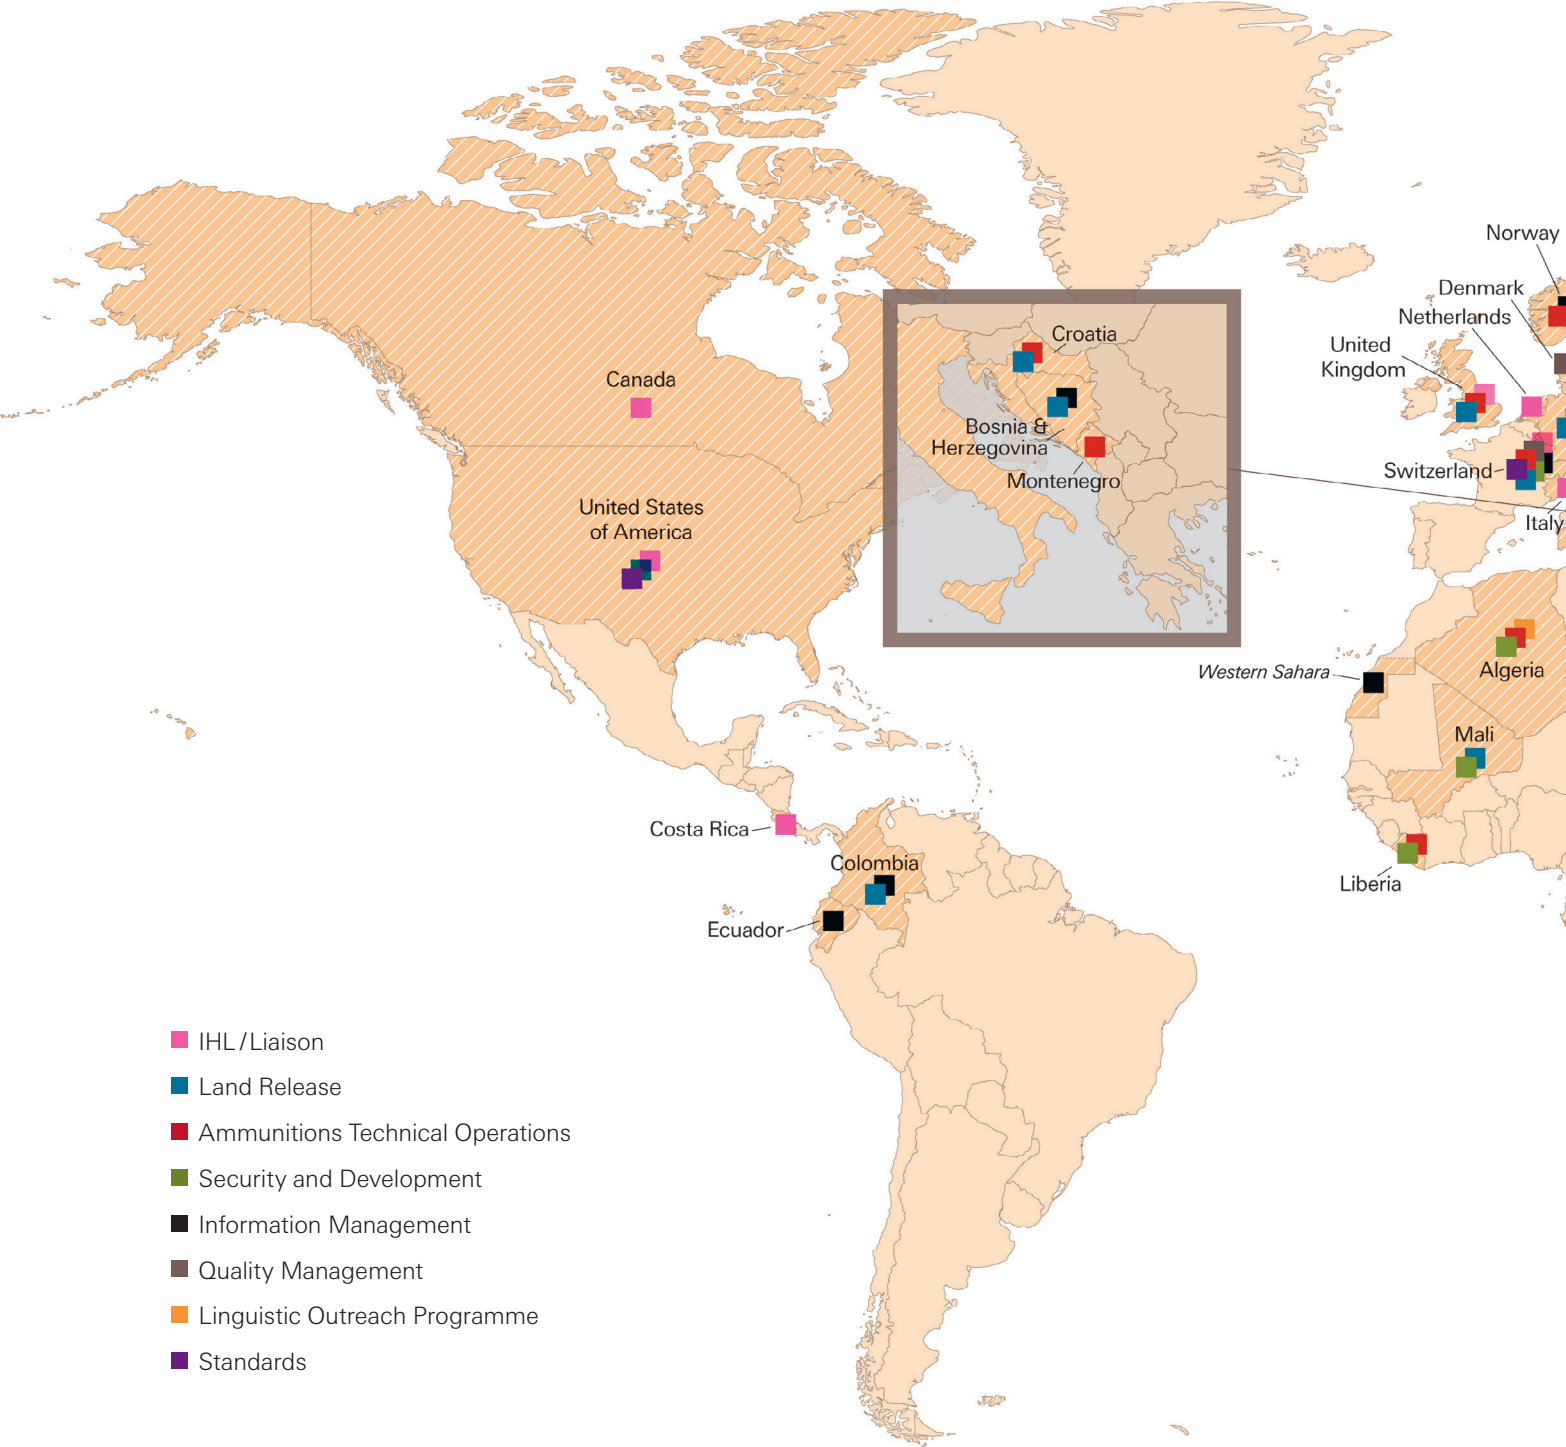 Norway
Denmark
Netherlands
United
Kingdom
Croatia
Canada
Bosnia &
Herzegovina
Switzerland
Montenegro
United States
of America
Italy
Western Sahara
Algeria
Mali
Costa Rica
Colombia
Liberia
Ecuador
IHL / Liaison
Land Release
Ammunitions Technical Operations
Security and Development
Information Management
Quality Management
Linguistic Outreach Programme
Standards